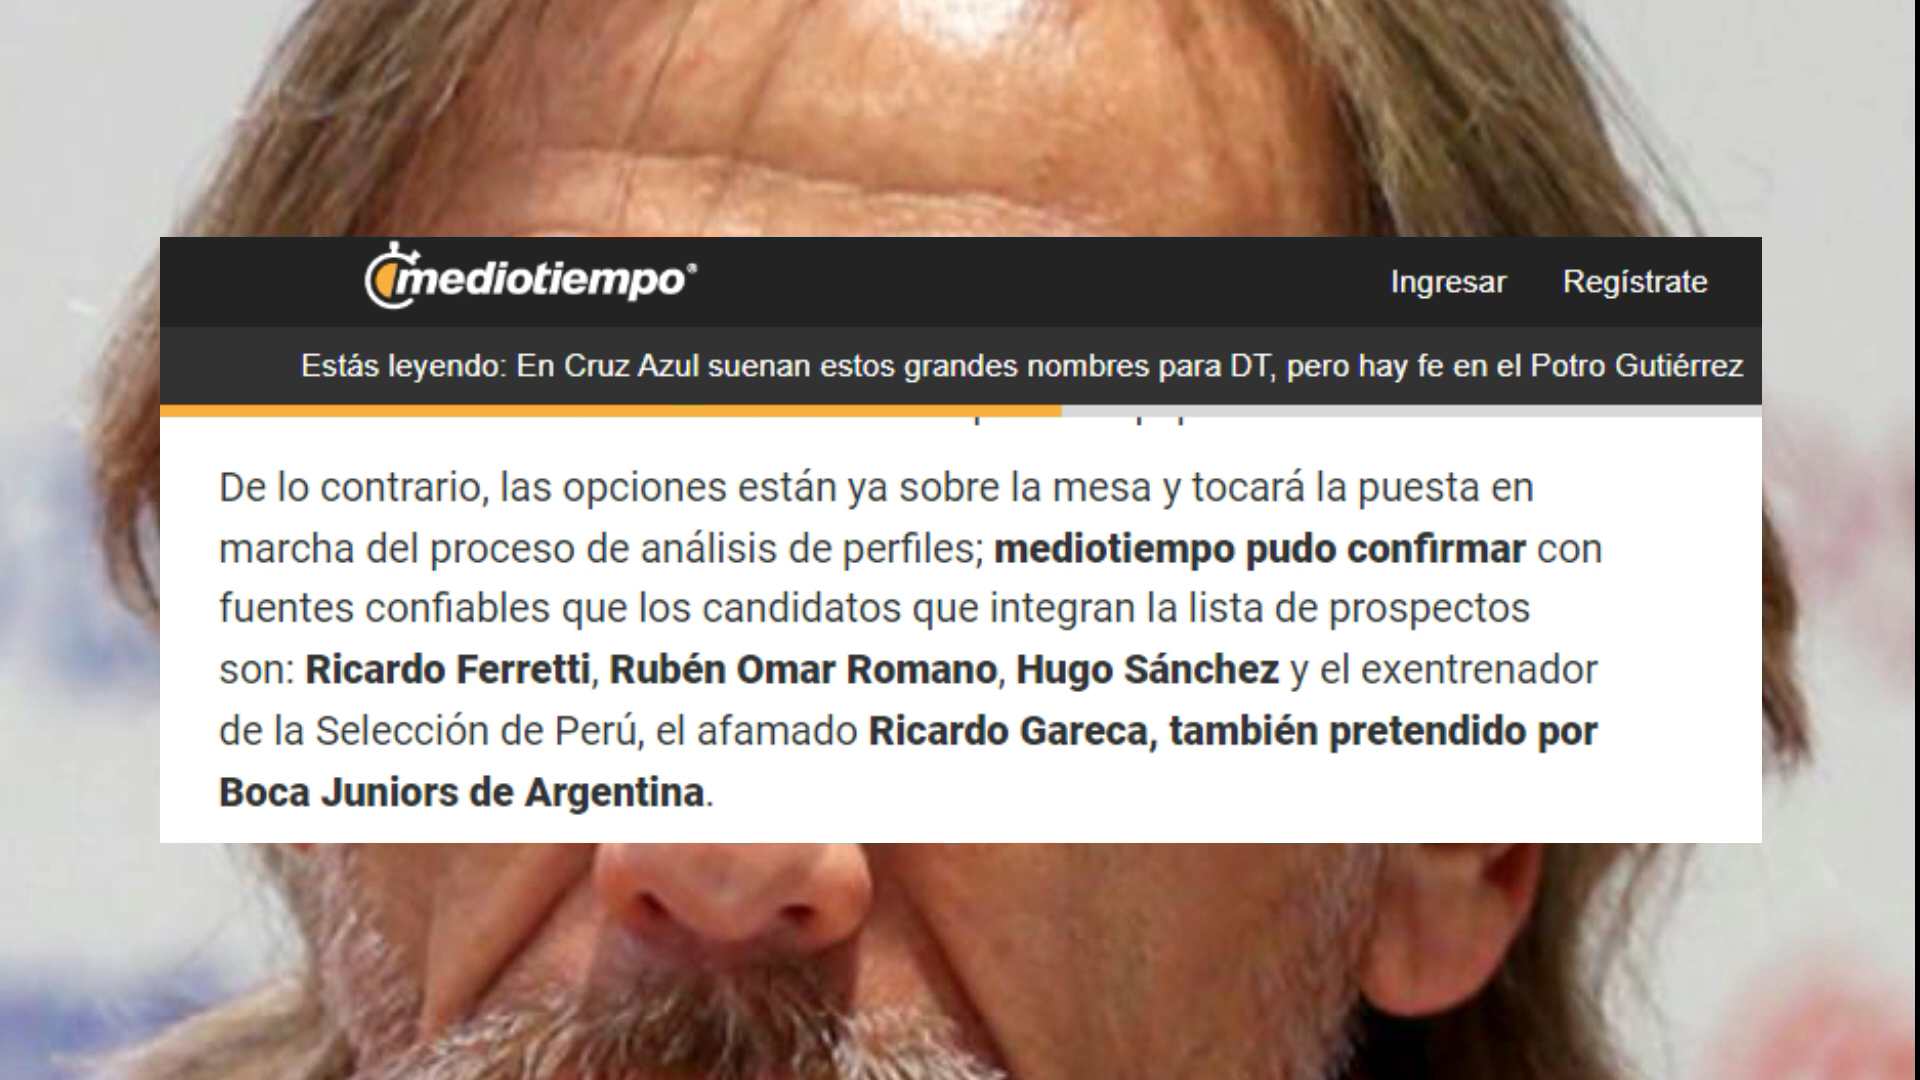 mediotiempo®
Ingresar Regístrate
Estás leyendo: En Cruz Azul suenan estos grandes nombres para DT, pero hay fe en el Potro Gutiérrez
De lo contrario, las opciones están ya sobre la mesa y tocará la puesta en
marcha del proceso de análisis de perfiles; mediotiempo pudo confirmar con
fuentes confiables que los candidatos que integran la lista de prospectos
son: Ricardo Ferretti, Rubén Omar Romano, Hugo Sánchez y el exentrenador
de la Selección de Perú, el afamado Ricardo Gareca, también pretendido por
Boca Juniors de Argentina.